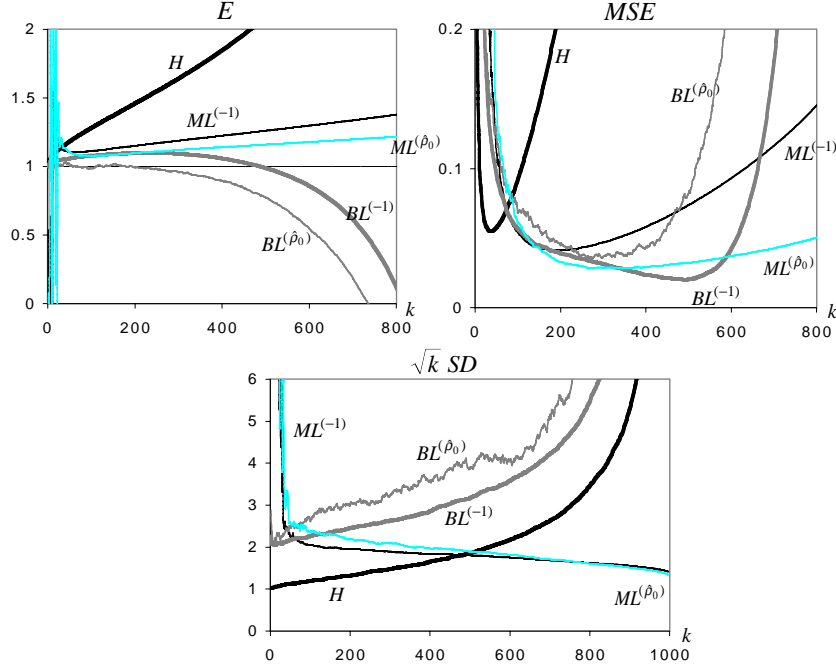 E
2
1.5
1
0.5
0
0 200 400 600 800
k
H
ML^(-1)
ML^(ρ̂₀)
BL^(-1)
BL^(ρ̂₀)
MSE
0.2
0.1
0
0 200 400 600 800
k
H
BL^(ρ̂₀)
ML^(-1)
ML^(ρ̂₀)
BL^(-1)
√k SD
6
5
4
3
2
1
0
0 200 400 600 800 1000
k
ML^(-1)
BL^(ρ̂₀)
BL^(-1)
H
ML^(ρ̂₀)